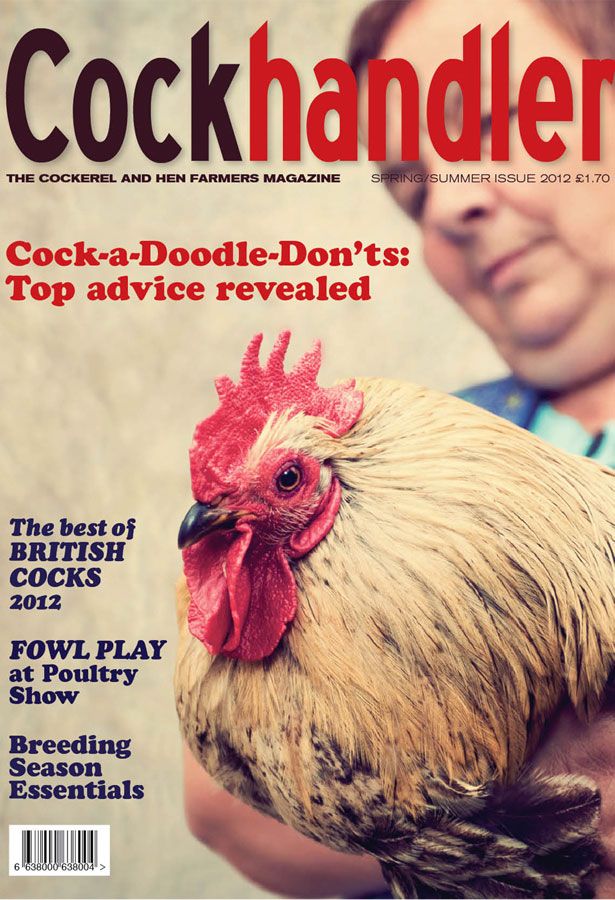 Cockhandler
THE COCKEREL AND HEN FARMERS MAGAZINE
SPRING/SUMMER ISSUE 2012 £1.70
Cock-a-Doodle-Don'ts:
Top advice revealed
The best of
BRITISH
COCKS
2012
FOWL PLAY
at Poultry
Show
Breeding
Season
Essentials
6 638000 638004 >